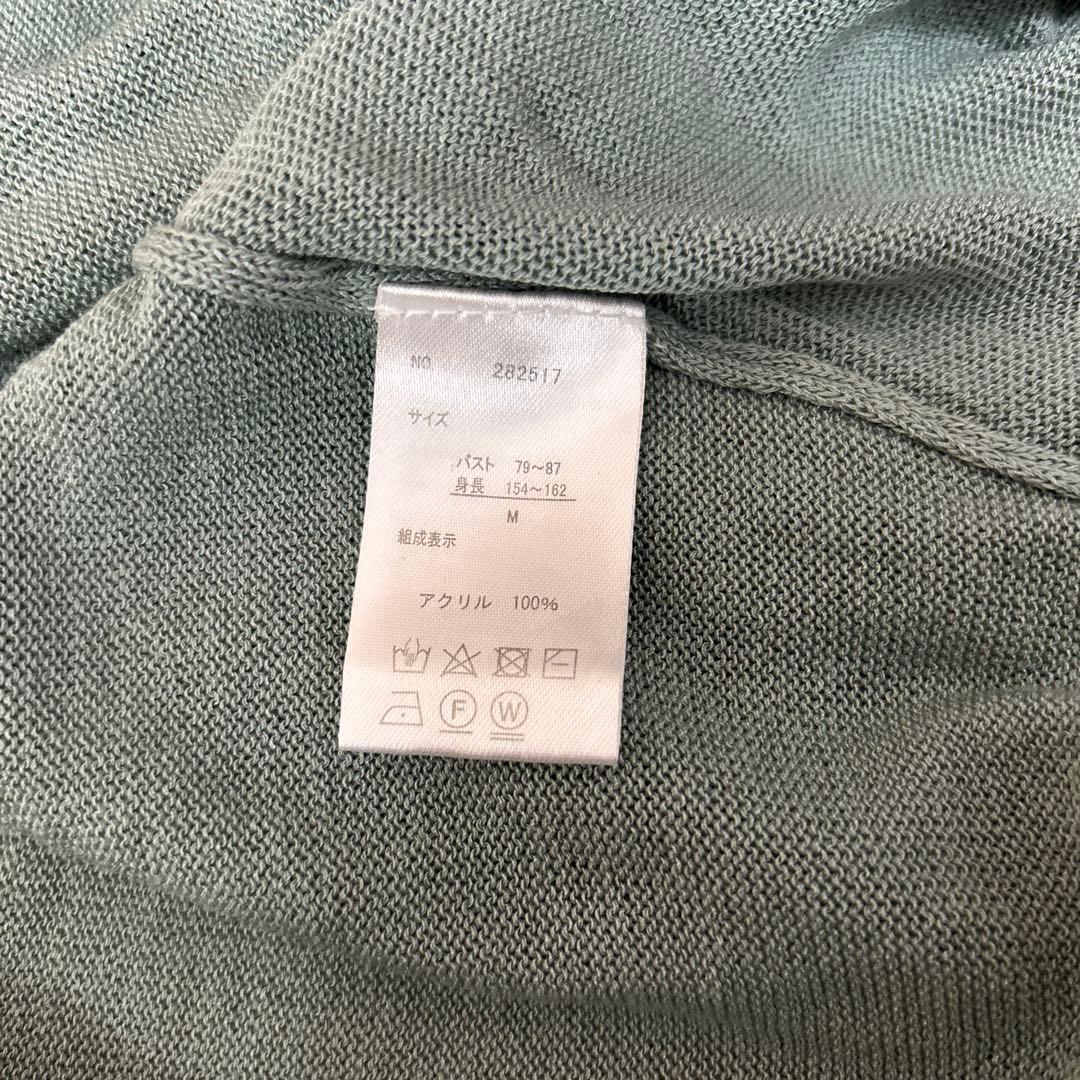 NO 282517
サイズ
バスト 79～87
身長 154～162
M
組成表示
アクリル 100%
F W